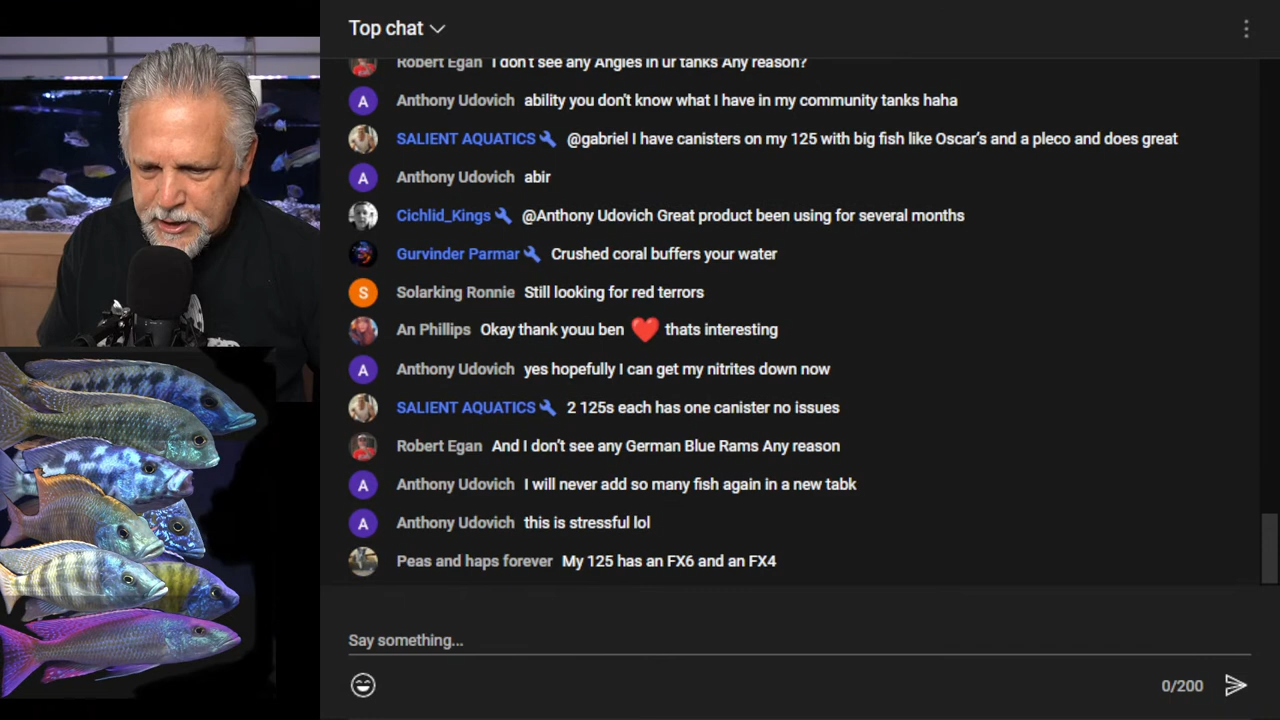 Top chat
Robert Egan I don't see any Angles in ur tanks Any reason?
A Anthony Udovich ability you don't know what I have in my community tanks haha
SALIENT AQUATICS @gabriel I have canisters on my 125 with big fish like Oscar's and a pleco and does great
A Anthony Udovich abir
Cichlid_Kings @Anthony Udovich Great product been using for several months
Gurvinder Parmar Crushed coral buffers your water
S Solarking Ronnie Still looking for red terrors
An Phillips Okay thank youu ben ❤️ thats interesting
A Anthony Udovich yes hopefully I can get my nitrites down now
SALIENT AQUATICS 2 125s each has one canister no issues
Robert Egan And I don't see any German Blue Rams Any reason
A Anthony Udovich I will never add so many fish again in a new tabk
A Anthony Udovich this is stressful lol
Peas and haps forever My 125 has an FX6 and an FX4
Say something...
0/200